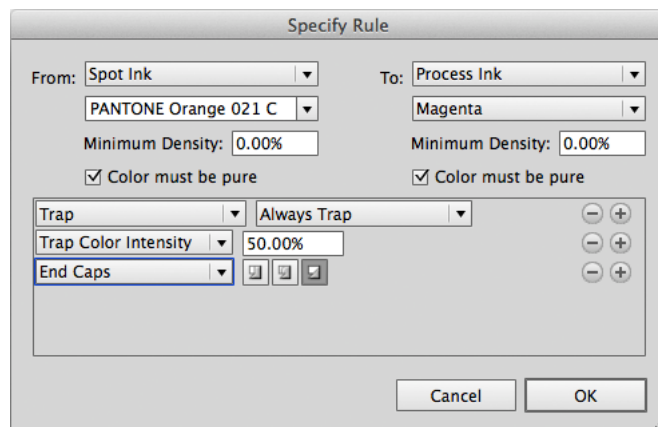 Specify Rule
From: Spot Ink To: Process Ink
PANTONE Orange 021 C Magenta
Minimum Density: 0.00% Minimum Density: 0.00%
Color must be pure Color must be pure
Trap Always Trap
Trap Color Intensity 50.00%
End Caps
Cancel OK